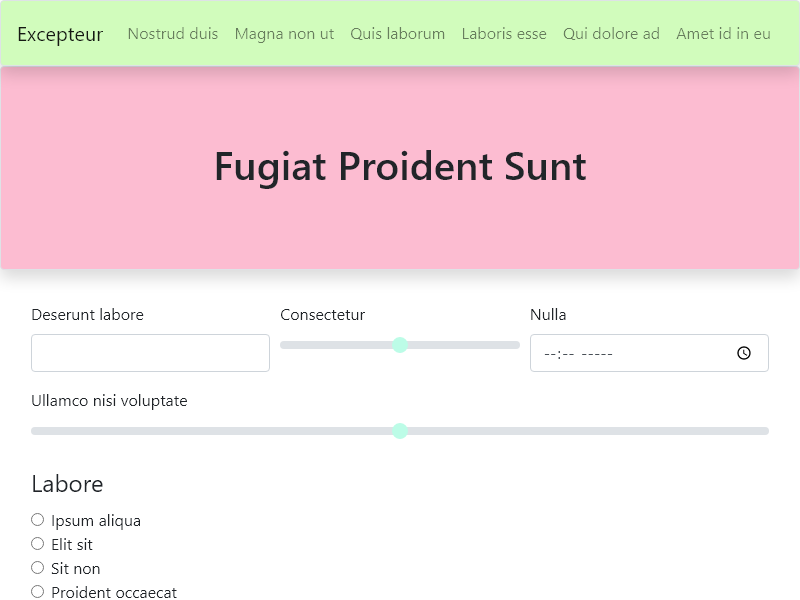 Excepteur Nostrud duis Magna non ut Quis laborum Laboris esse Qui dolore ad Amet id in eu
Fugiat Proident Sunt
Deserunt labore Consectetur Nulla
--:-- -----
Ullamco nisi voluptate
Labore
Ipsum aliqua
Elit sit
Sit non
Proident occaecat